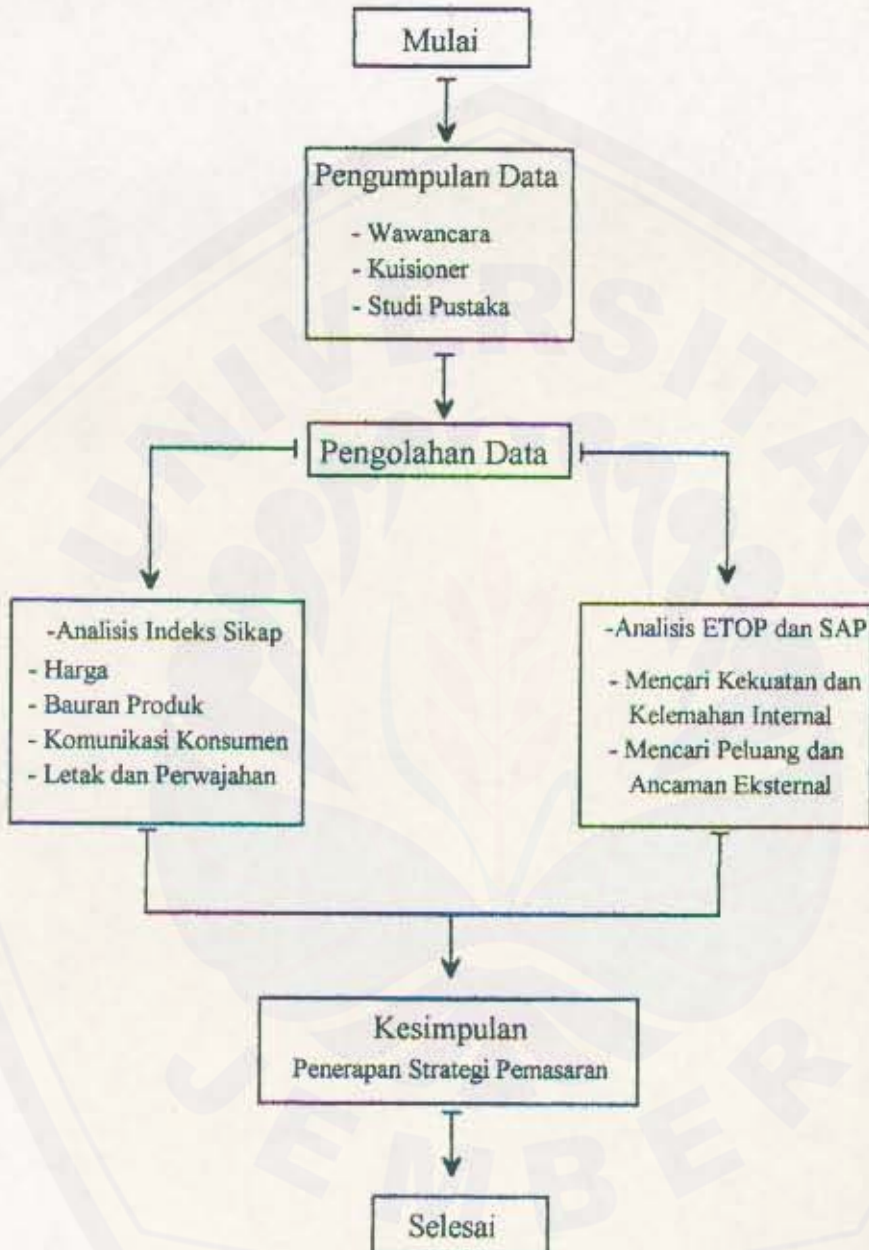 Mulai
Pengumpulan Data
- Wawancara
- Kuisioner
- Studi Pustaka
Pengolahan Data
-Analisis Indeks Sikap
- Harga
- Bauran Produk
- Komunikasi Konsumen
- Letak dan Perwajahan
-Analisis ETOP dan SAP
- Mencari Kekuatan dan
Kelemahan Internal
- Mencari Peluang dan
Ancaman Eksternal
Kesimpulan
Penerapan Strategi Pemasaran
Selesai
UNIVERSITAS
JEMBER